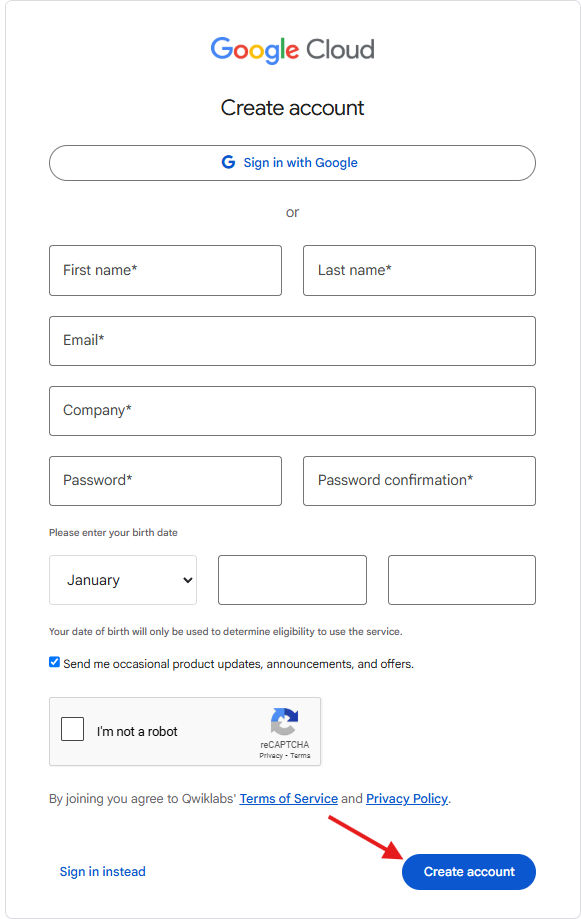 Google Cloud
Create account
G Sign in with Google
or
First name* Last name*
Email*
Company*
Password* Password confirmation*
Please enter your birth date
January
Your date of birth will only be used to determine eligibility to use the service.
Send me occasional product updates, announcements, and offers.
I'm not a robot
reCAPTCHA
Privacy - Terms
By joining you agree to Qwiklabs' Terms of Service and Privacy Policy.
Sign in instead Create account